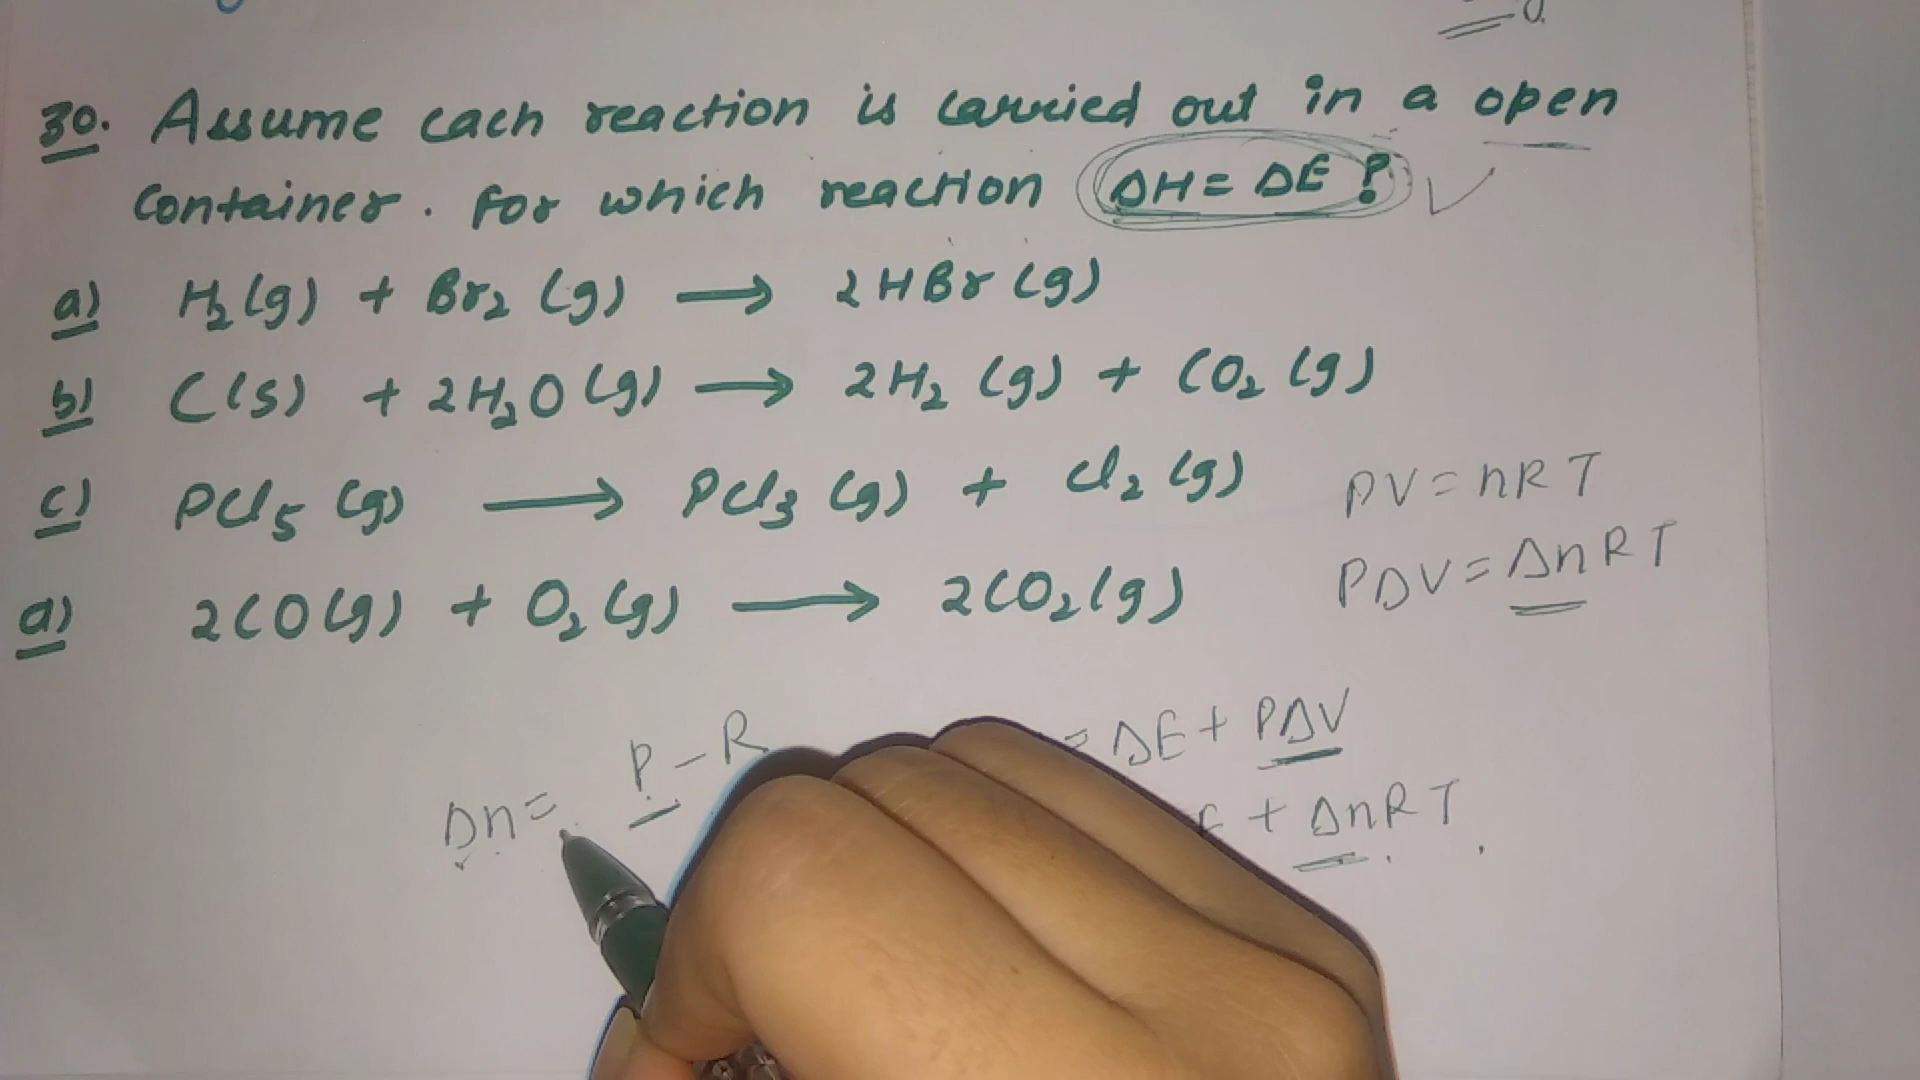 30. Assume each reaction is carried out in a open
container. for which reaction ΔH = ΔE ?
a) H₂(g) + Br₂ (g) → 2HBr (g)
b) C(s) + 2H₂O (g) → 2H₂ (g) + CO₂ (g)
c) PCl₅ (g) → PCl₃ (g) + Cl₂ (g)
PV = nRT
d) 2CO(g) + O₂ (g) → 2CO₂(g)
PΔV = ΔnRT
Δn = P - R
= ΔE + PΔV
+ ΔnRT